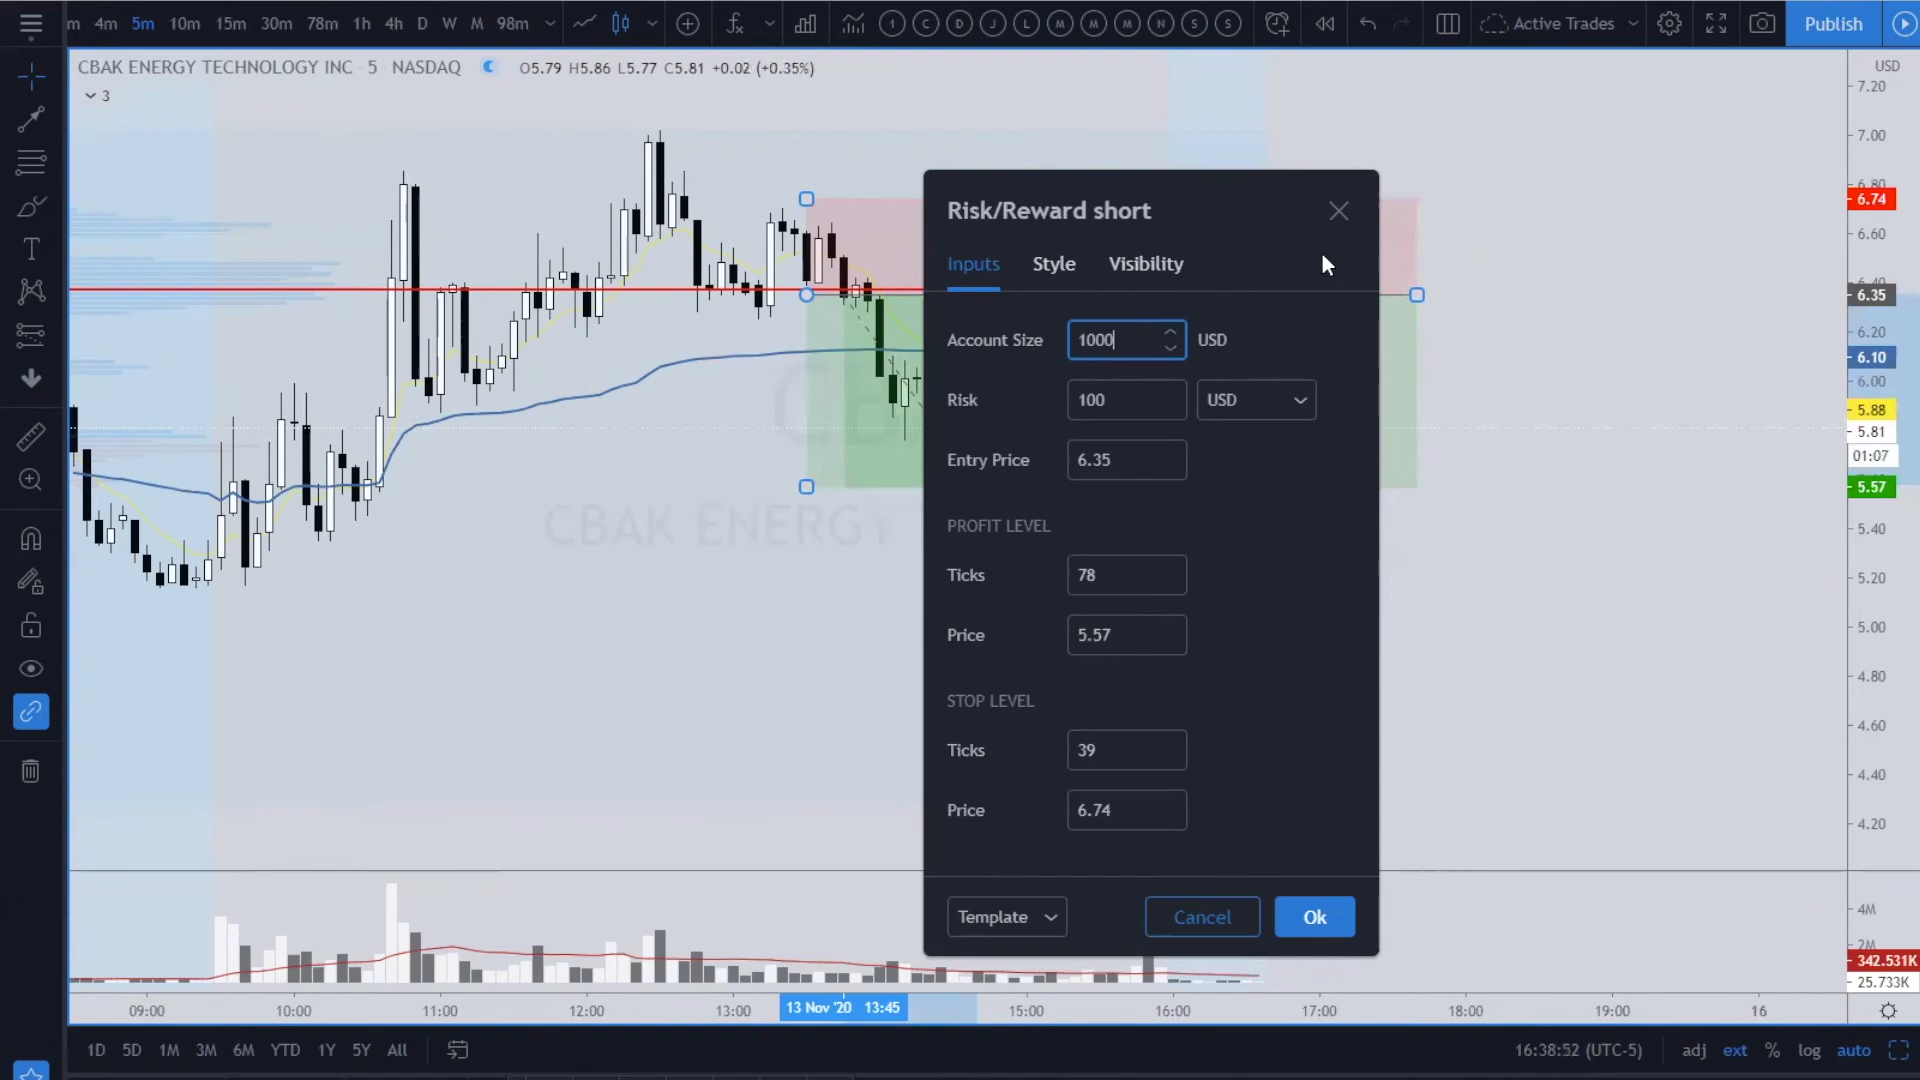 m 4m 5m 10m 15m 30m 78m 1h 4h D W M 98m 1 C D J L M M M N S S Active Trades Publish
CBAK ENERGY TECHNOLOGY INC · 5 · NASDAQ O5.79 H5.86 L5.77 C5.81 +0.02 (+0.35%) USD
3
7.20
7.00
6.80
6.74
6.60
6.40
6.35
6.20
6.10
6.00
5.88
5.81
01:07
5.57
5.40
5.20
5.00
4.80
4.60
4.40
4.20
4M
2M
342.531K
25.733K
CBAK ENERGY
Risk/Reward short
Inputs Style Visibility
Account Size 1000 USD
Risk 100 USD
Entry Price 6.35
PROFIT LEVEL
Ticks 78
Price 5.57
STOP LEVEL
Ticks 39
Price 6.74
Template Cancel Ok
09:00 10:00 11:00 12:00 13:00 13 Nov '20 13:45 15:00 16:00 17:00 18:00 19:00 16
1D 5D 1M 3M 6M YTD 1Y 5Y All 16:38:52 (UTC-5) adj ext % log auto